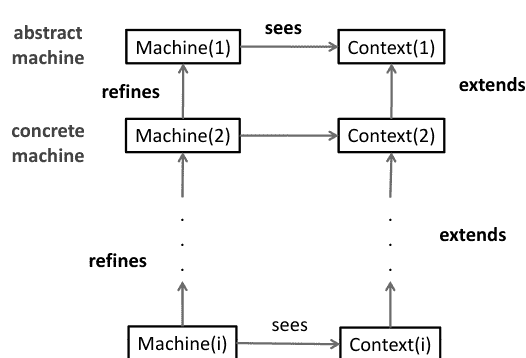 abstract
machine
Machine(1)
sees
Context(1)
refines
extends
concrete
machine
Machine(2)
Context(2)
refines
extends
Machine(i)
sees
Context(i)